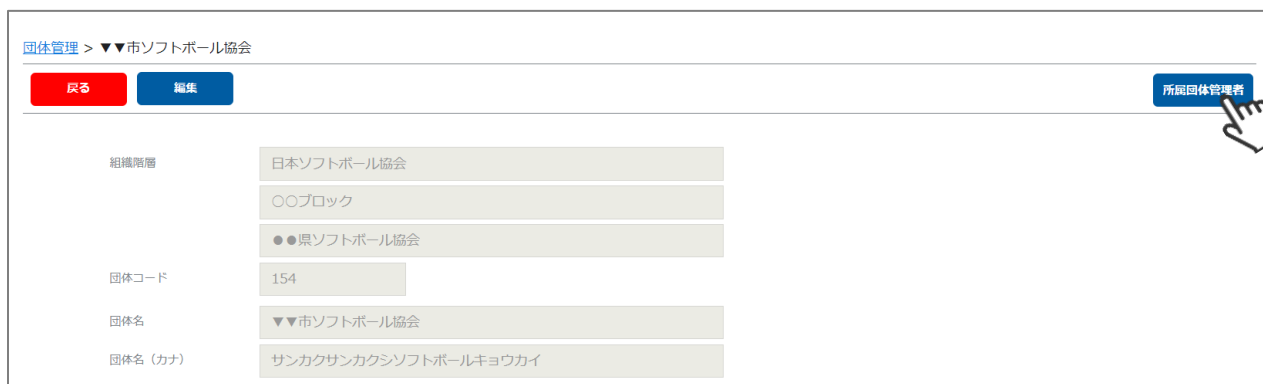 団体管理 > ▼▼市ソフトボール協会
戻る 編集 所属団体管理者
組織階層 日本ソフトボール協会
○○ブロック
●●県ソフトボール協会
団体コード 154
団体名 ▼▼市ソフトボール協会
団体名（カナ） サンカクサンカクシソフトボールキョウカイ